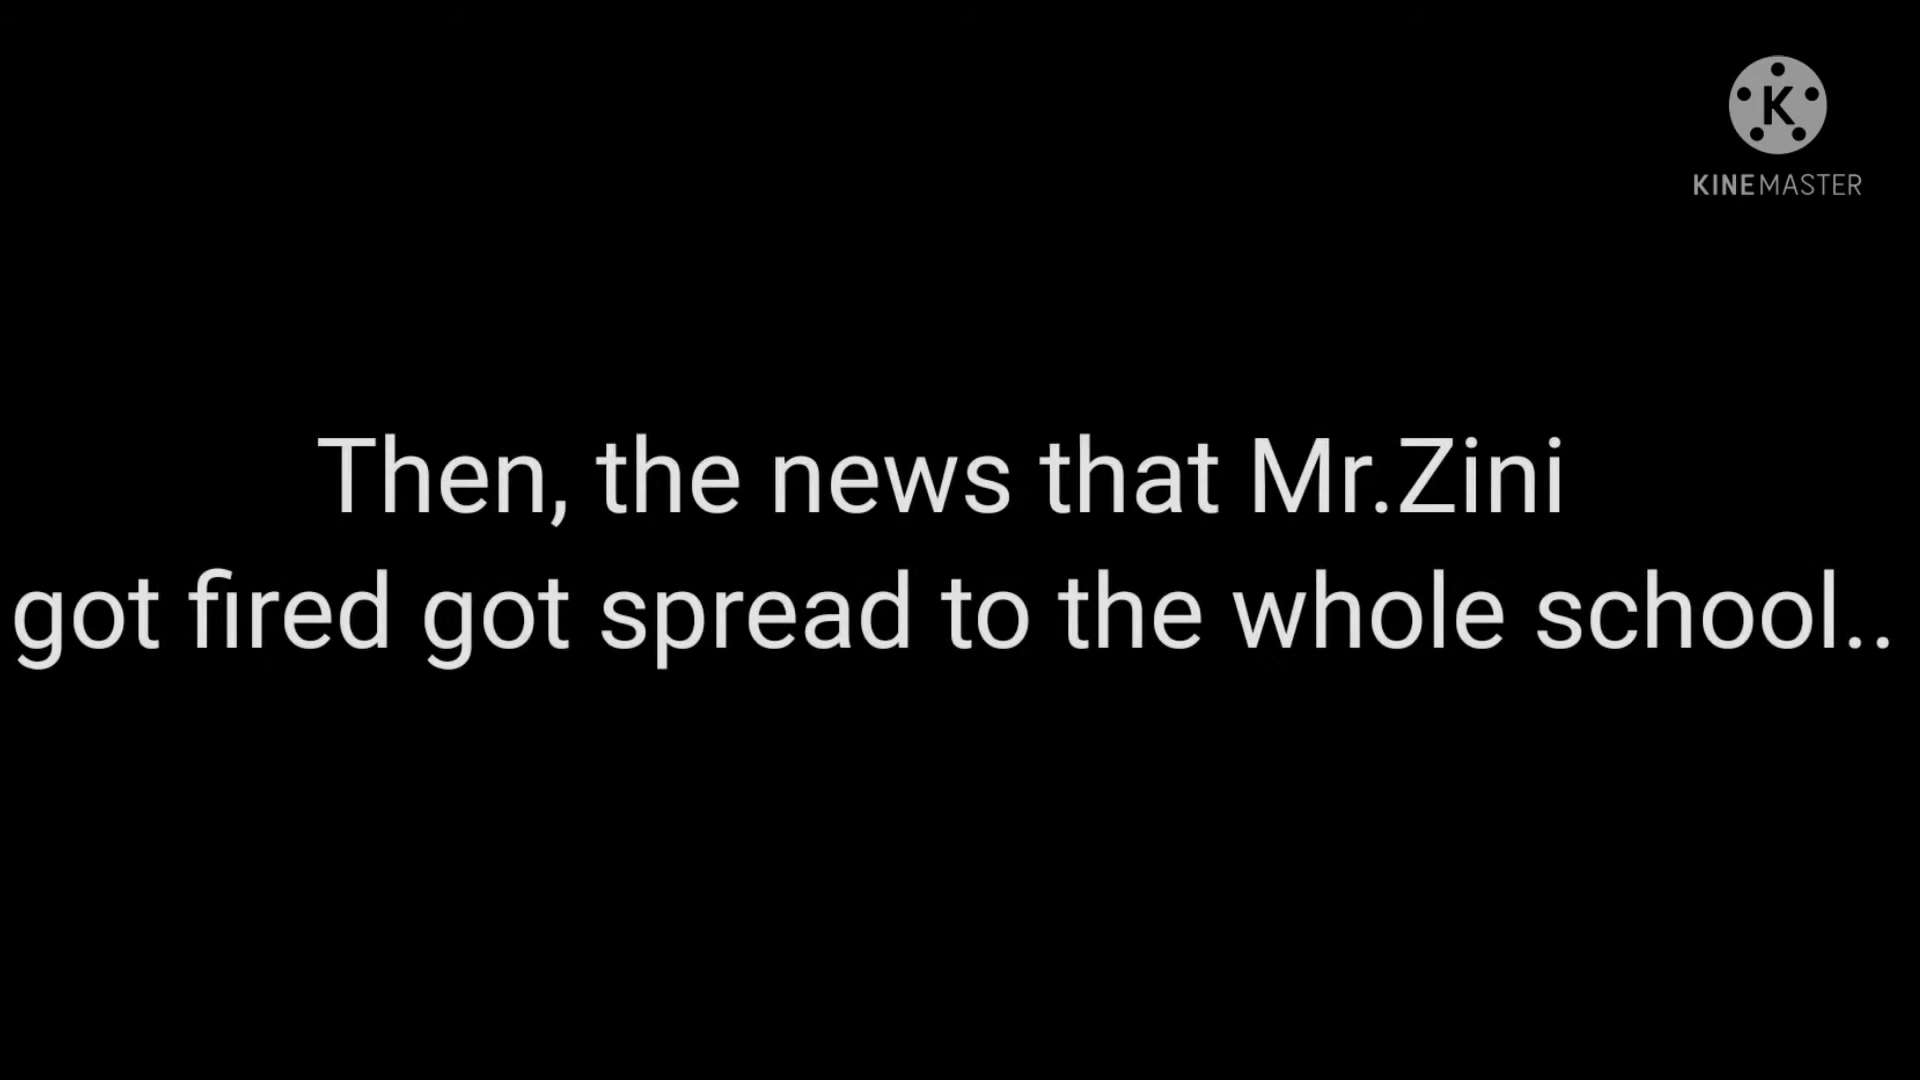 K
KINEMASTER
Then, the news that Mr.Zini
got fired got spread to the whole school..